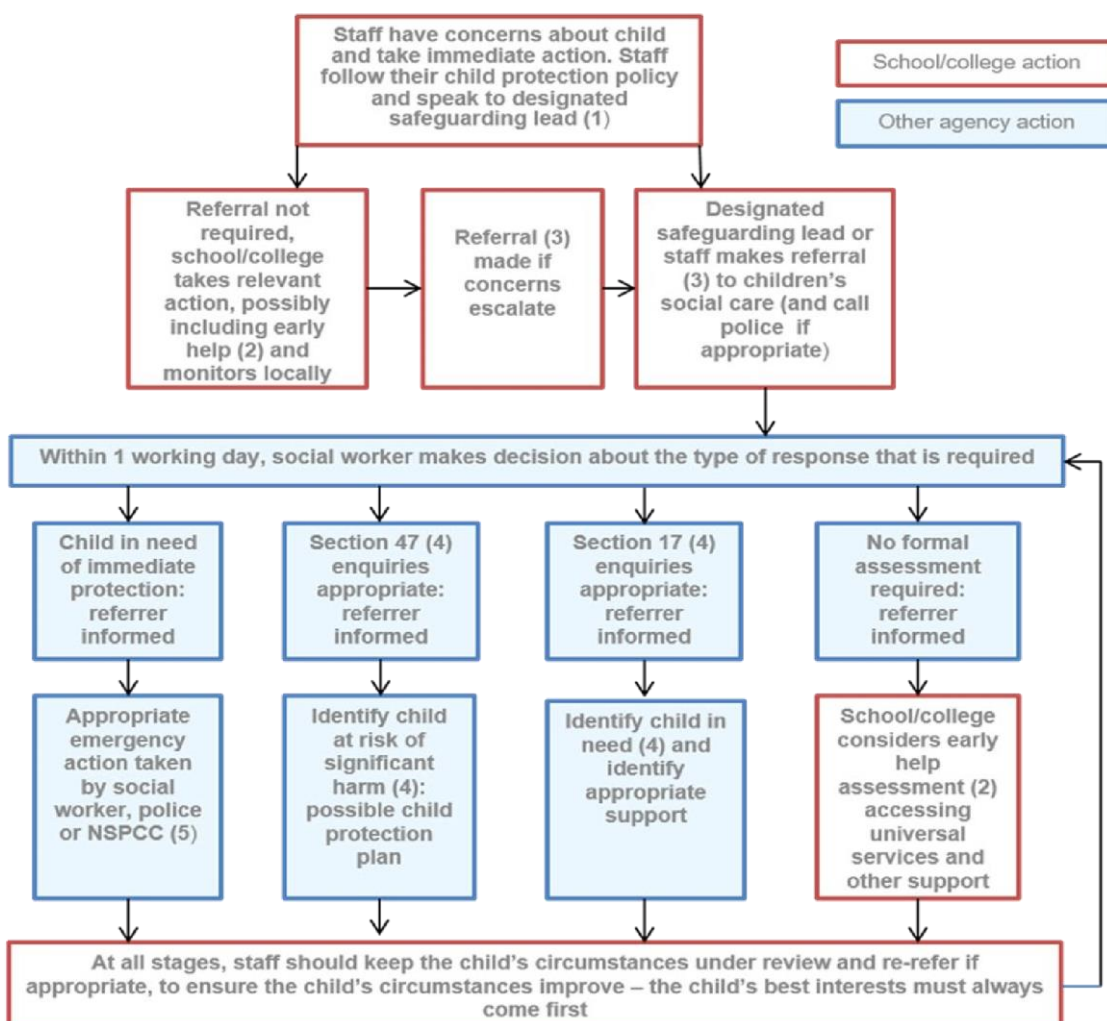 Staff have concerns about child
and take immediate action. Staff
follow their child protection policy
and speak to designated
safeguarding lead (1)
School/college action
Other agency action
Referral not
required,
school/college
takes relevant
action, possibly
including early
help (2) and
monitors locally
Referral (3)
made if
concerns
escalate
Designated
safeguarding lead or
staff makes referral
(3) to children's
social care (and call
police if
appropriate)
Within 1 working day, social worker makes decision about the type of response that is required
Child in need
of immediate
protection:
referrer
informed
Section 47 (4)
enquiries
appropriate:
referrer
informed
Section 17 (4)
enquiries
appropriate:
referrer
informed
No formal
assessment
required:
referrer
informed
Appropriate
emergency
action taken
by social
worker, police
or NSPCC (5)
Identify child
at risk of
significant
harm (4):
possible child
protection
plan
Identify child in
need (4) and
identify
appropriate
support
School/college
considers early
help
assessment (2)
accessing
universal
services and
other support
At all stages, staff should keep the child's circumstances under review and re-refer if
appropriate, to ensure the child's circumstances improve – the child's best interests must always
come first